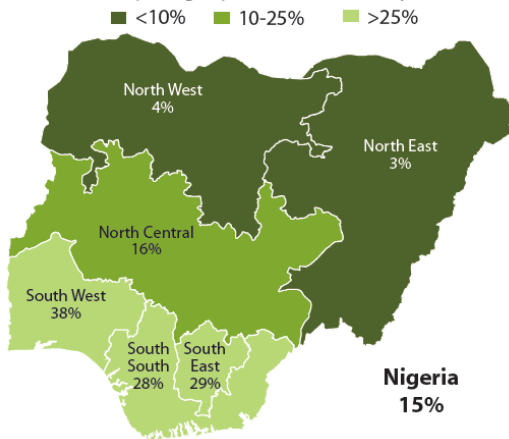 <10% 10-25% >25%
North West
4%
North East
3%
North Central
16%
South West
38%
South
South
28%
South
East
29%
Nigeria
15%